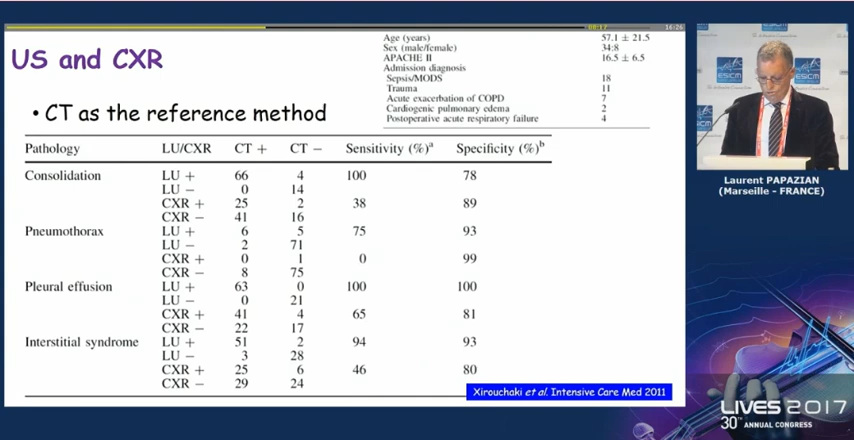 08:17
16:26
US and CXR
Age (years) 57.1 ± 21.5
Sex (male/female) 34:8
APACHE II 16.5 ± 6.5
Admission diagnosis
Sepsis/MODS 18
Trauma 11
Acute exacerbation of COPD 7
Cardiogenic pulmonary edema 2
Postoperative acute respiratory failure 4
• CT as the reference method
Pathology LU/CXR CT + CT − Sensitivity (%)a Specificity (%)b
Consolidation LU + 66 4 100 78
LU − 0 14
CXR + 25 2 38 89
CXR − 41 16
Pneumothorax LU + 6 5 75 93
LU − 2 71
CXR + 0 1 0 99
CXR − 8 75
Pleural effusion LU + 63 0 100 100
LU − 0 21
CXR + 41 4 65 81
CXR − 22 17
Interstitial syndrome LU + 51 2 94 93
LU − 3 28
CXR + 25 6 46 80
CXR − 29 24
Xirouchaki et al. Intensive Care Med 2011
ESICM
ESICM
Laurent PAPAZIAN
(Marseille - FRANCE)
LIVES 2017
30TH ANNUAL CONGRESS